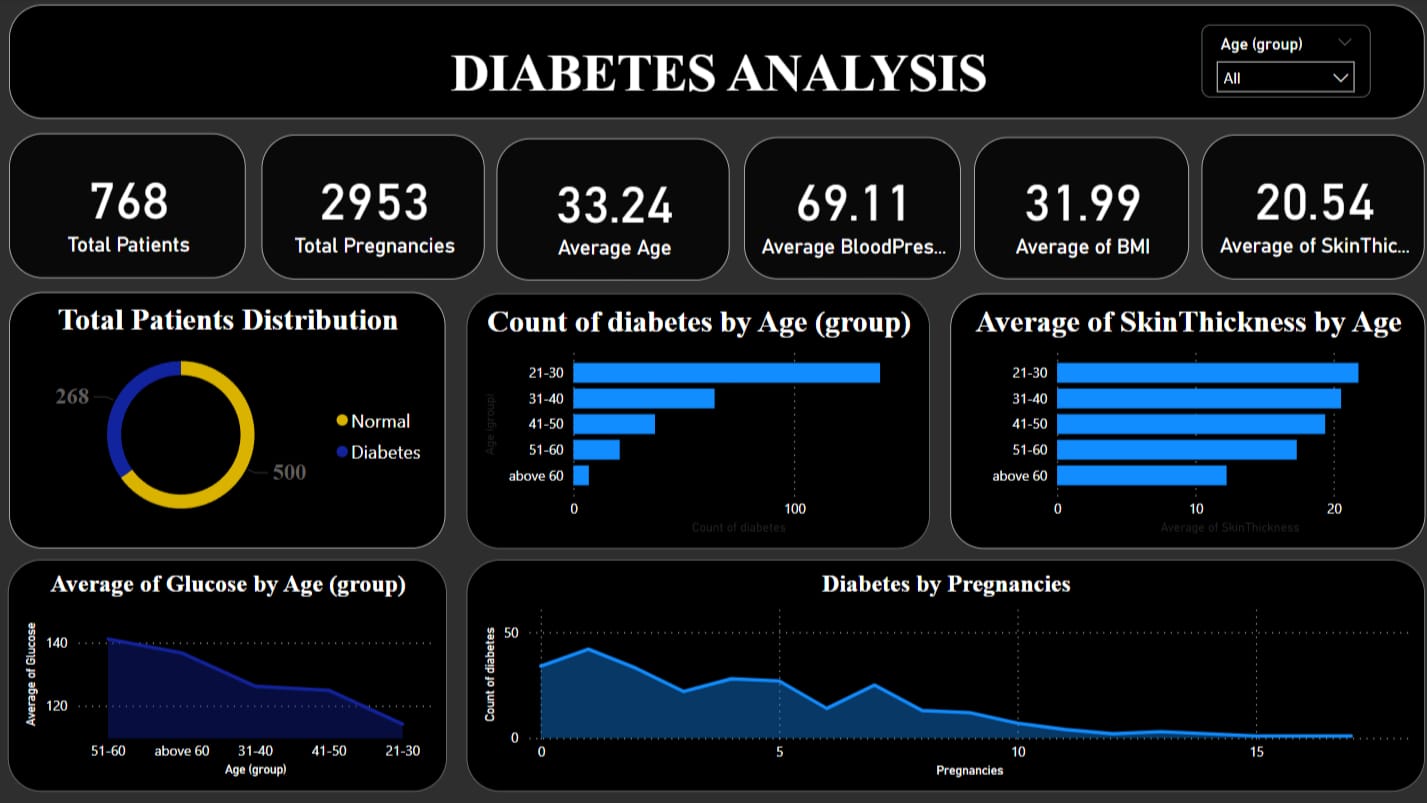 DIABETES ANALYSIS
Age (group)
All
768
Total Patients
2953
Total Pregnancies
33.24
Average Age
69.11
Average BloodPres...
31.99
Average of BMI
20.54
Average of SkinThic...
Total Patients Distribution
268
500
Normal
Diabetes
Count of diabetes by Age (group)
Age (group)
21-30
31-40
41-50
51-60
above 60
0
100
Count of diabetes
Average of SkinThickness by Age
21-30
31-40
41-50
51-60
above 60
0
10
20
Average of SkinThickness
Average of Glucose by Age (group)
Average of Glucose
140
120
51-60
above 60
31-40
41-50
21-30
Age (group)
Diabetes by Pregnancies
Count of diabetes
50
0
0
5
10
15
Pregnancies